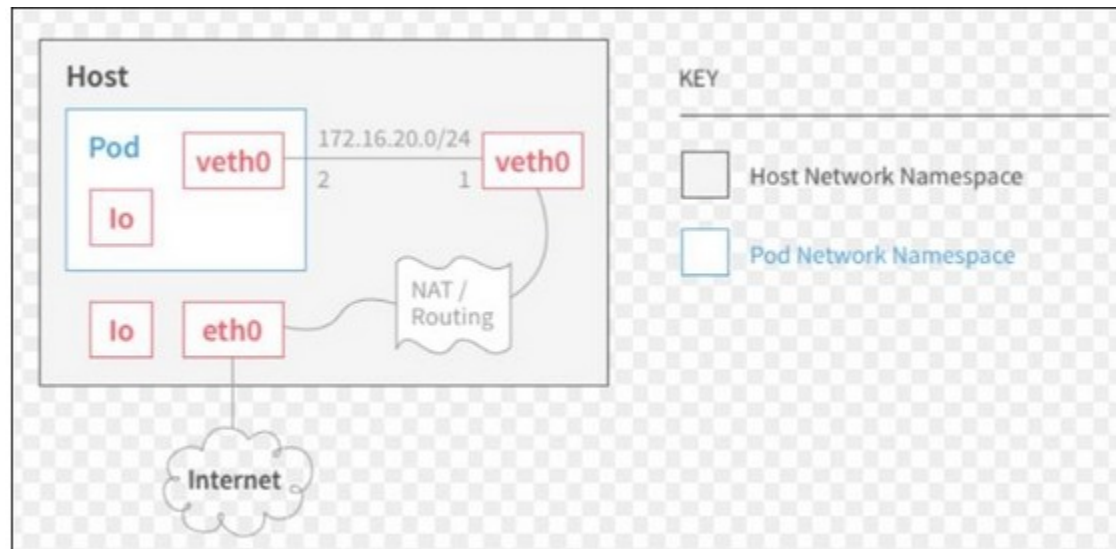 Host
KEY
Pod
veth0
172.16.20.0/24
veth0
2
1
lo
Host Network Namespace
Pod Network Namespace
NAT /
Routing
lo
eth0
Internet